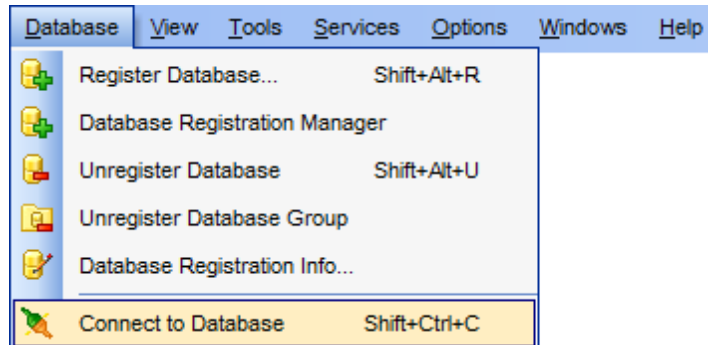 Database View Tools Services Options Windows Help
Register Database... Shift+Alt+R
Database Registration Manager
Unregister Database Shift+Alt+U
Unregister Database Group
Database Registration Info...
Connect to Database Shift+Ctrl+C